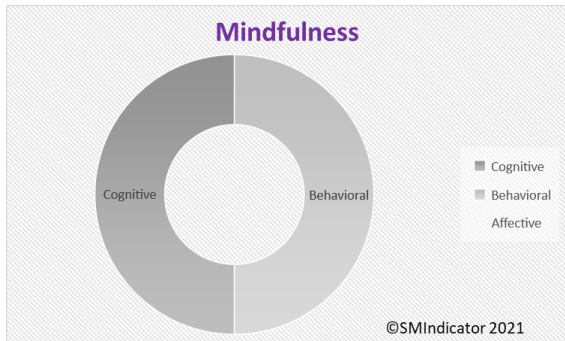 Mindfulness
Cognitive
Behavioral
Cognitive
Behavioral
Affective
©SMIndicator 2021